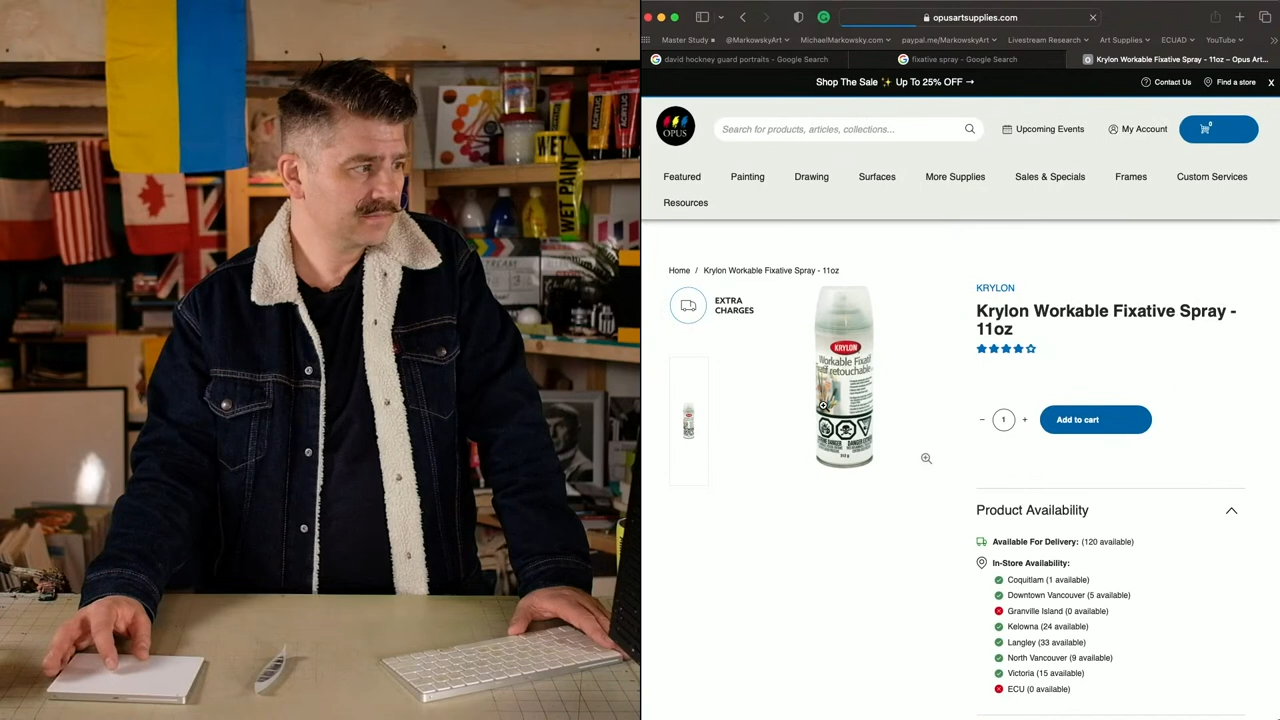 opusartsupplies.com
Master Study
@MarkowskyArt
MichaelMarkowsky.com
paypal.me/MarkowskyArt
Livestream Research
Art Supplies
ECUAD
YouTube
david hockney guard portraits - Google Search
fixative spray - Google Search
Krylon Workable Fixative Spray - 11oz – Opus Art...
Shop The Sale ✨ Up To 25% OFF →
Contact Us
Find a store
X
OPUS
Search for products, articles, collections...
Upcoming Events
My Account
0
Featured
Painting
Drawing
Surfaces
More Supplies
Sales & Specials
Frames
Custom Services
Resources
Home / Krylon Workable Fixative Spray - 11oz
EXTRA
CHARGES
KRYLON
Workable Fixatif
KRYLON
Krylon Workable Fixative Spray -
11oz
− 1 +
Add to cart
Product Availability
Available For Delivery: (120 available)
In-Store Availability:
Coquitlam (1 available)
Downtown Vancouver (5 available)
Granville Island (0 available)
Kelowna (24 available)
Langley (33 available)
North Vancouver (9 available)
Victoria (15 available)
ECU (0 available)
ACRYLIC
ACRYLIC
WET
WET PAINT